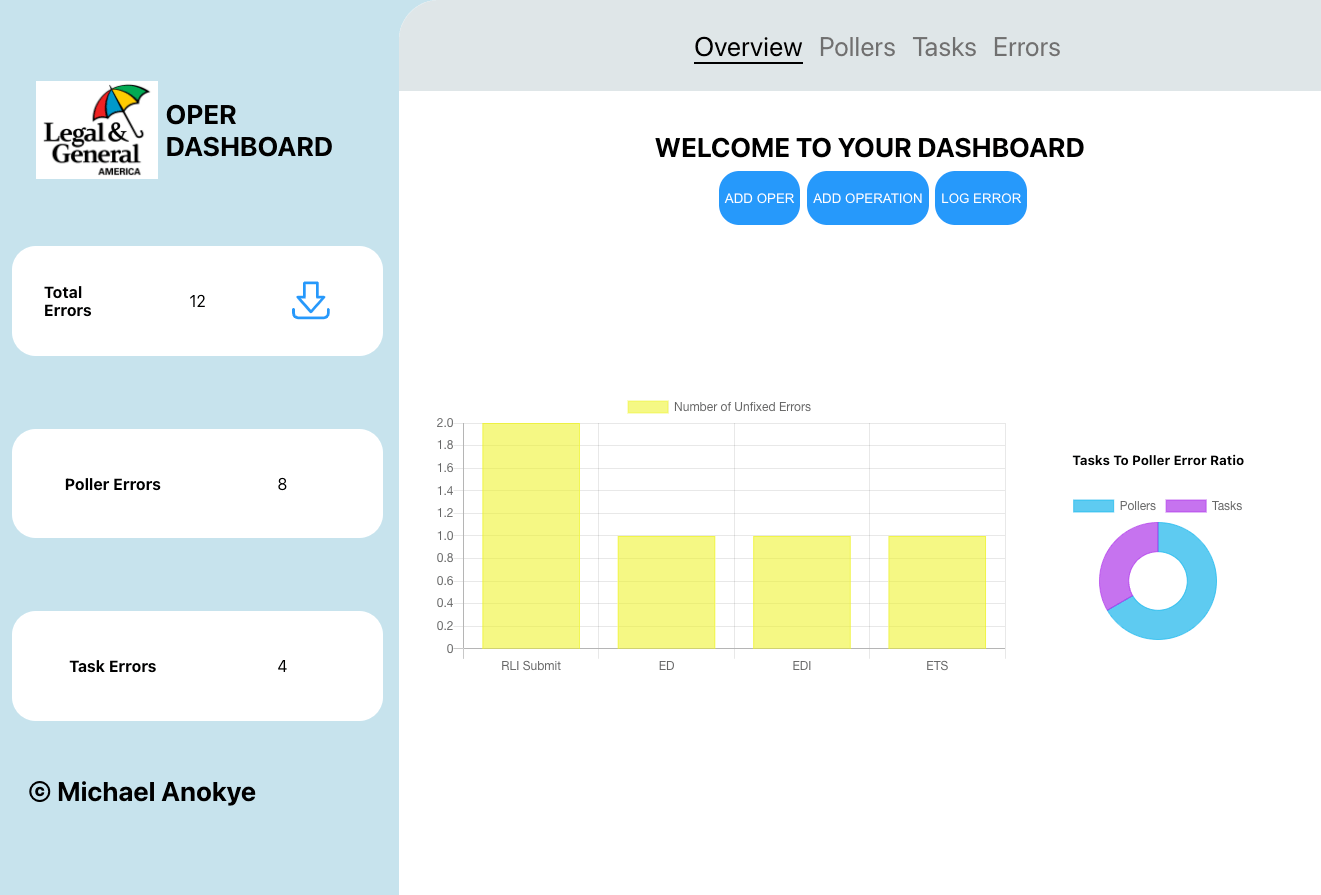 Overview Pollers Tasks Errors
Legal &
General
AMERICA
OPER
DASHBOARD
WELCOME TO YOUR DASHBOARD
ADD OPER ADD OPERATION LOG ERROR
Total
Errors
12
Poller Errors 8
Task Errors 4
© Michael Anokye
Number of Unfixed Errors
2.0
1.8
1.6
1.4
1.2
1.0
0.8
0.6
0.4
0.2
0
RLI Submit ED EDI ETS
Tasks To Poller Error Ratio
Pollers Tasks